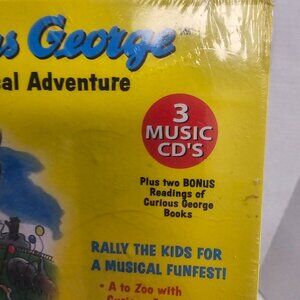 us George
cal Adventure
3
MUSIC
CD'S
Plus two BONUS
Readings of
Curious George
Books
RALLY THE KIDS FOR
A MUSICAL FUNFEST!
• A to Zoo with